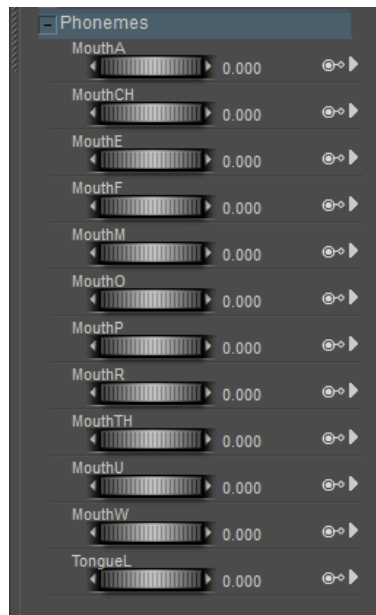 Phonemes
MouthA
0.000
MouthCH
0.000
MouthE
0.000
MouthF
0.000
MouthM
0.000
MouthO
0.000
MouthP
0.000
MouthR
0.000
MouthTH
0.000
MouthU
0.000
MouthW
0.000
TongueL
0.000